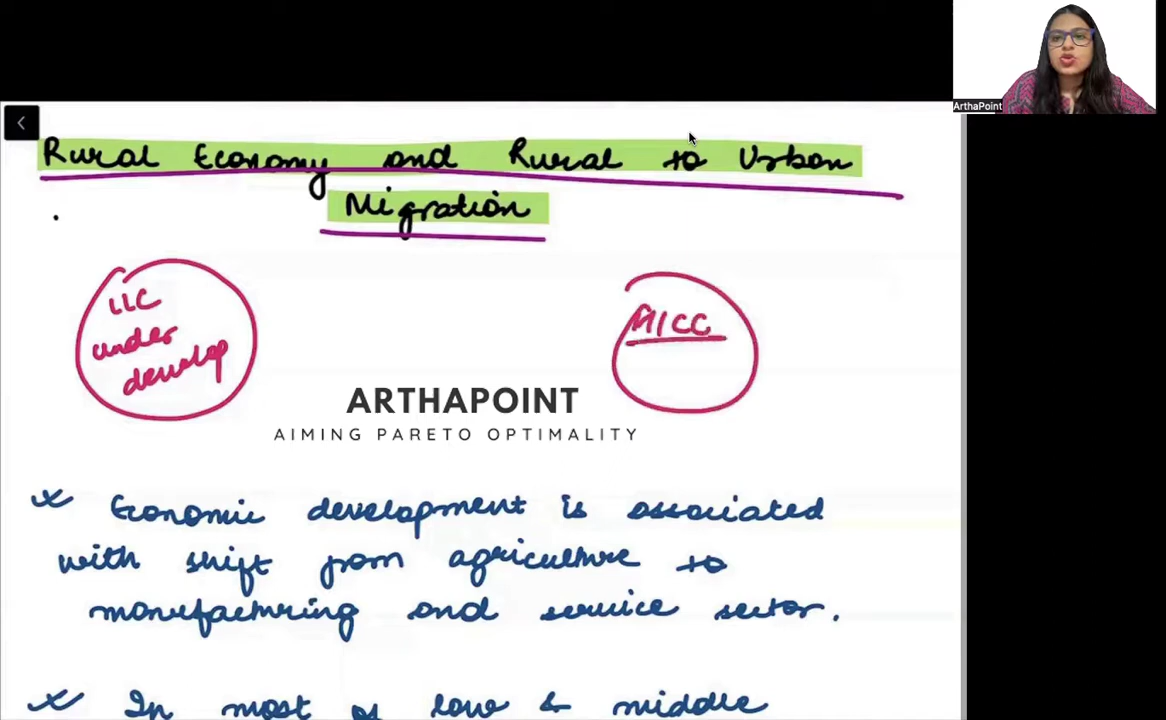 ArthaPoint
Rural Economy and Rural to Urban
Migration
LLC
under
develop
HICC
ARTHAPOINT
AIMING PARETO OPTIMALITY
Economic development is associated
with shift from agriculture to
manufacturing and service sector.
In most of low & middle